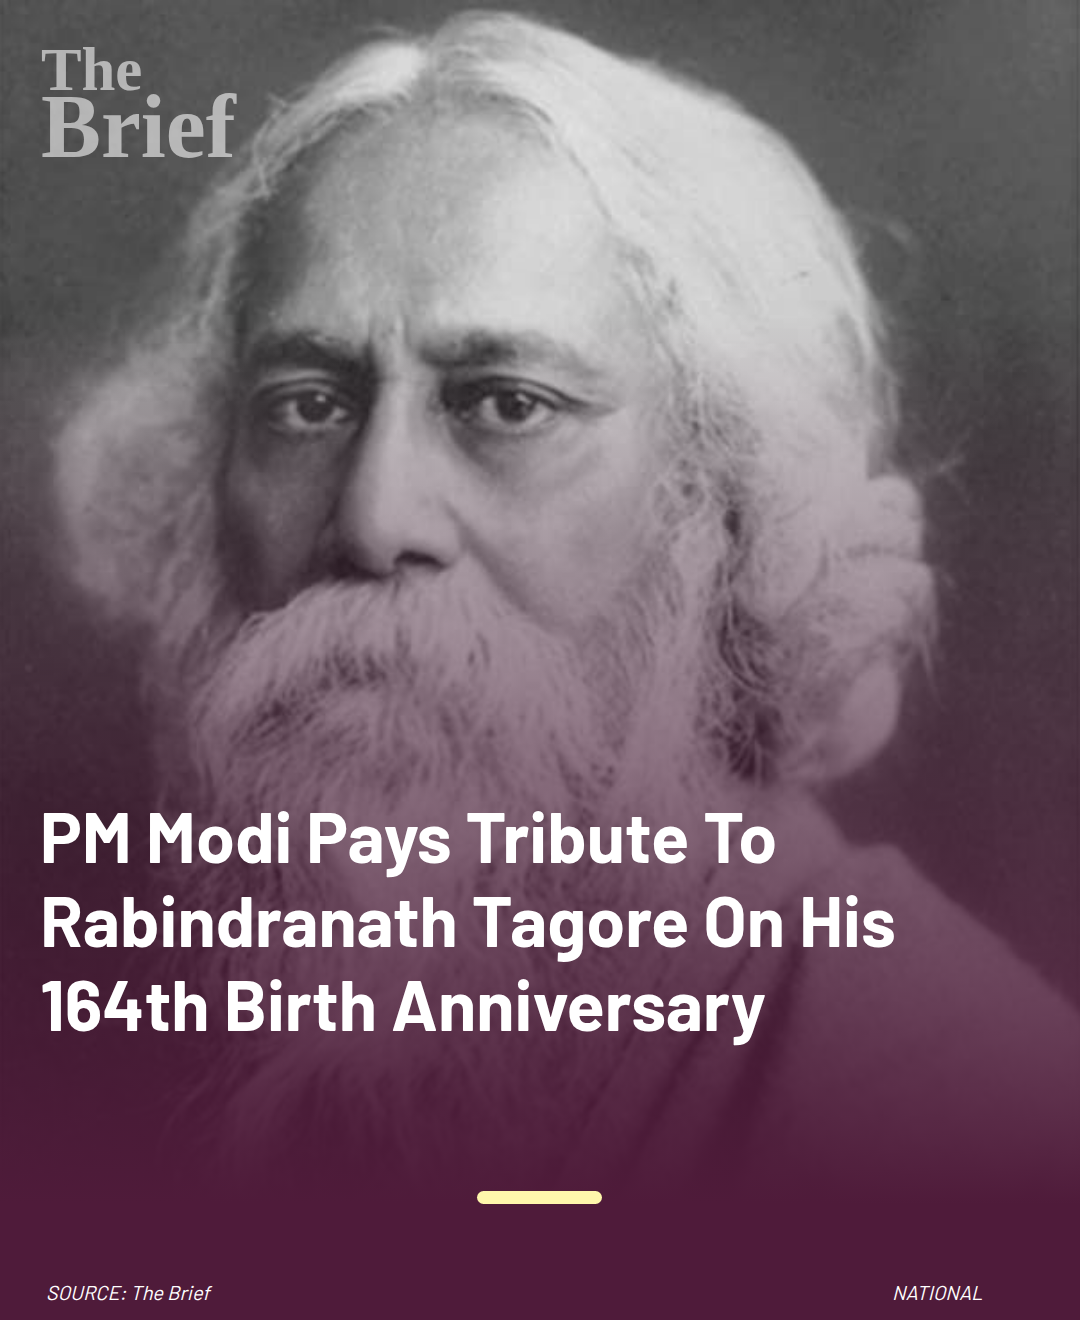 The
Brief
PM Modi Pays Tribute To
Rabindranath Tagore On His
164th Birth Anniversary
SOURCE: The Brief
NATIONAL